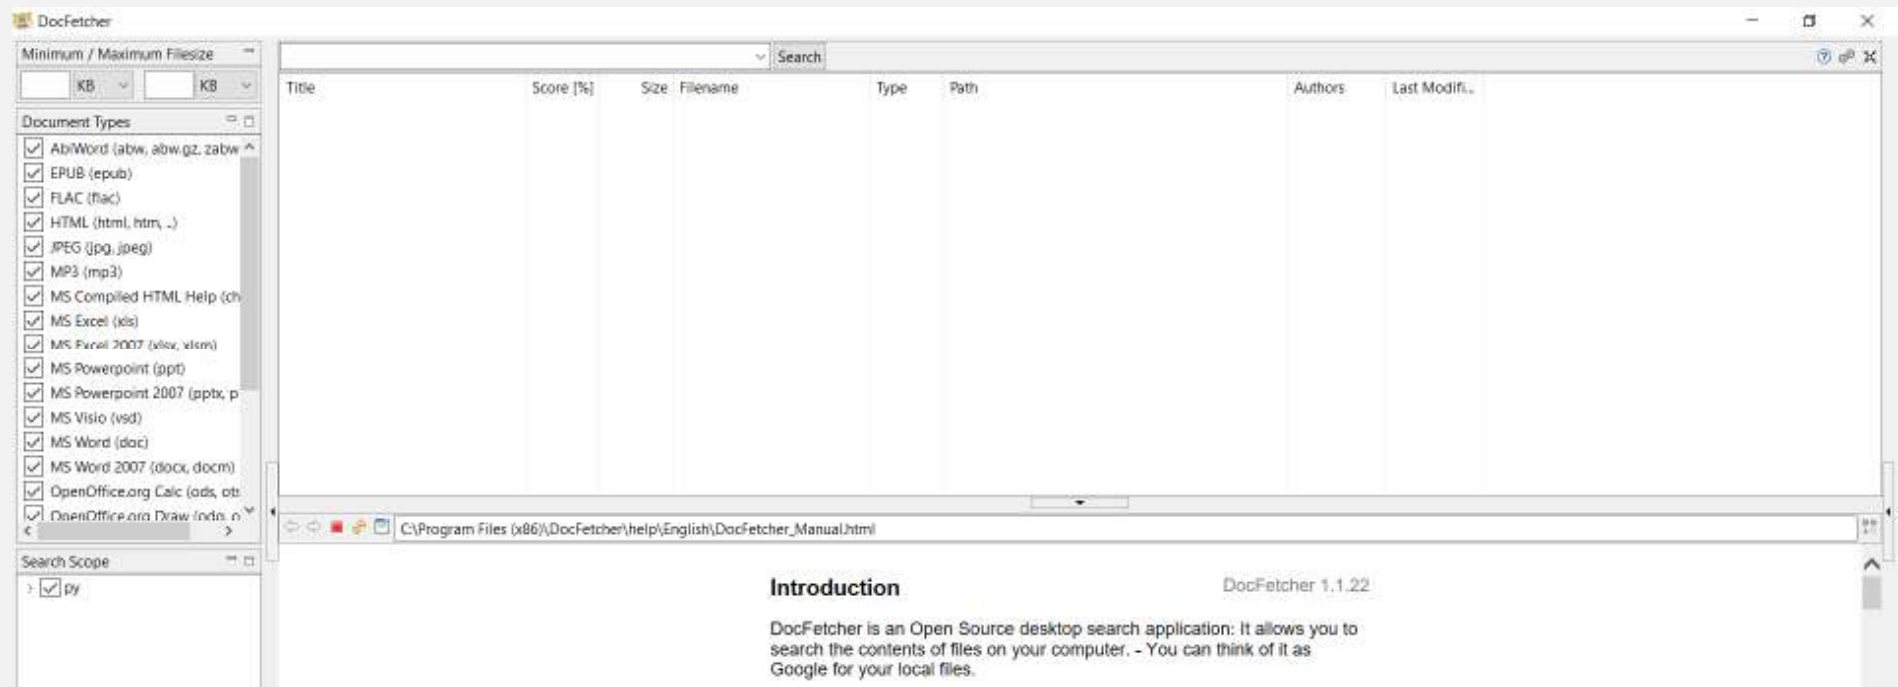 DocFetcher
Minimum / Maximum Filesize
KB KB
Document Types
AbiWord (abw, abw.gz, zabw
EPUB (epub)
FLAC (flac)
HTML (html, htm, ..)
JPEG (jpg, jpeg)
MP3 (mp3)
MS Compiled HTML Help (ch
MS Excel (xls)
MS Excel 2007 (xlsx, xlsm)
MS Powerpoint (ppt)
MS Powerpoint 2007 (pptx, p
MS Visio (vsd)
MS Word (doc)
MS Word 2007 (docx, docm)
OpenOffice.org Calc (ods, ots
OpenOffice.org Draw (odg, o
Search Scope
py
Search
Title Score [%] Size Filename Type Path Authors Last Modifi...
C:\Program Files (x86)\DocFetcher\help\English\DocFetcher_Manual.html
Introduction DocFetcher 1.1.22
DocFetcher is an Open Source desktop search application: It allows you to
search the contents of files on your computer. - You can think of it as
Google for your local files.